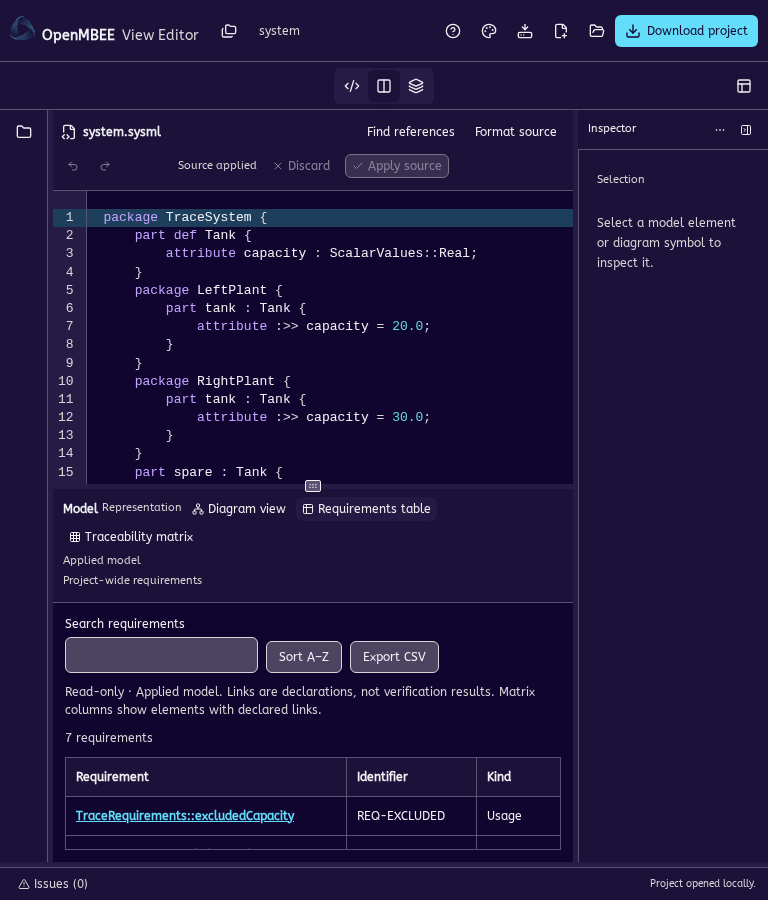 OpenMBEE View Editor
system
Download project
system.sysml
Find references
Format source
Source applied
Discard
Apply source
1 package TraceSystem {
2 part def Tank {
3 attribute capacity : ScalarValues::Real;
4 }
5 package LeftPlant {
6 part tank : Tank {
7 attribute :>> capacity = 20.0;
8 }
9 }
10 package RightPlant {
11 part tank : Tank {
12 attribute :>> capacity = 30.0;
13 }
14 }
15 part spare : Tank {
Model Representation Diagram view Requirements table
Traceability matrix
Applied model
Project-wide requirements
Search requirements
Sort A–Z
Export CSV
Read-only · Applied model. Links are declarations, not verification results. Matrix
columns show elements with declared links.
7 requirements
Requirement Identifier Kind
TraceRequirements::excludedCapacity REQ-EXCLUDED Usage
Inspector
Selection
Select a model element
or diagram symbol to
inspect it.
Issues (0)
Project opened locally.